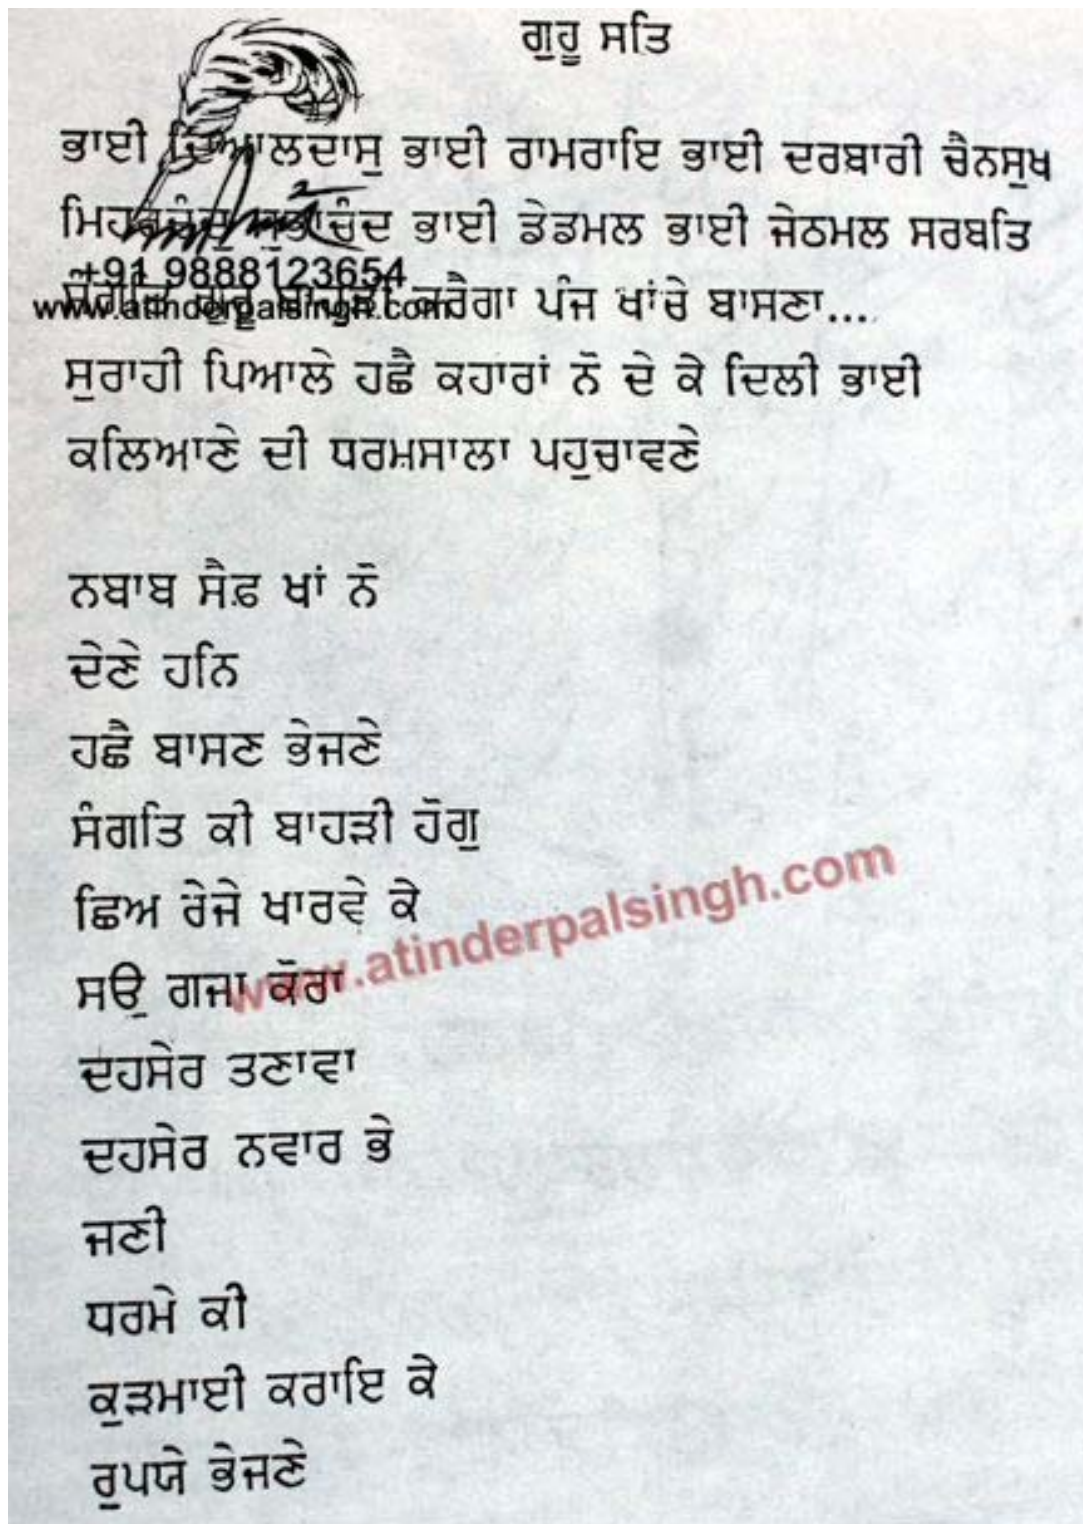 ਗੁਹੂ ਸਤਿ
ਭਾਈ ਦਿਆਲਦਾਸੁ ਭਾਈ ਰਾਮਰਾਇ ਭਾਈ ਦਰਬਾਰੀ ਚੈਨਸੁਖ
ਭਾਈ ਡੇਡਮਲ ਭਾਈ ਜੇਠਮਲ ਸਰਬਤਿ
+91 9888123654
www.atinderpalsingh.com
ਪੰਜ ਖਾਂਚੇ ਬਾਸਣਾ...
ਸੁਰਾਹੀ ਪਿਆਲੇ ਹਛੈ ਕਹਾਰਾਂ ਨੋ ਦੇ ਕੇ ਦਿਲੀ ਭਾਈ
ਕਲਿਆਣੇ ਦੀ ਧਰਮਸਾਲਾ ਪਹੁਚਾਵਣੇ
ਨਬਾਬ ਸੈਫ਼ ਖਾਂ ਨੋ
ਦੇਣੇ ਹਨਿ
ਹਛੈ ਬਾਸਣ ਭੇਜਣੇ
ਸੰਗਤਿ ਕੀ ਬਾਹੜੀ ਹੋਗੁ
ਛਿਅ ਰੇਜੇ ਖਾਰਵੇ ਕੇ
ਸਉ ਗਜਾ ਕੋਰਾ
www.atinderpalsingh.com
ਦਹਸੇਰ ਤਣਾਵਾ
ਦਹਸੇਰ ਨਵਾਰ ਭੇ
ਜਣੀ
ਧਰਮੇ ਕੀ
ਕੁੜਮਾਈ ਕਰਾਇ ਕੇ
ਰੁਪਯੇ ਭੇਜਣੇ